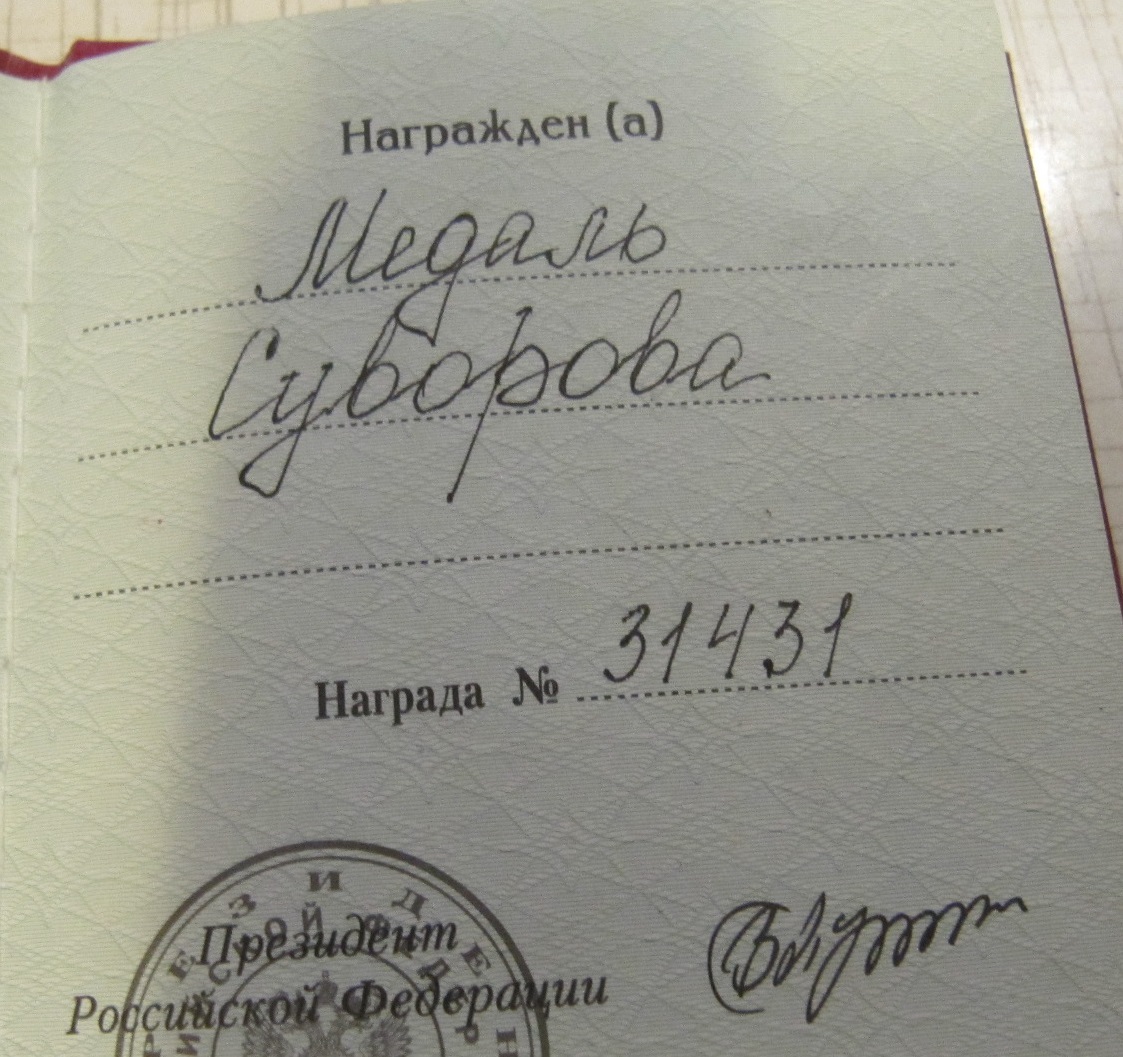 Награжден (а)
Медаль
Суворова
Награда № 31431
Президент
Российской Федерации